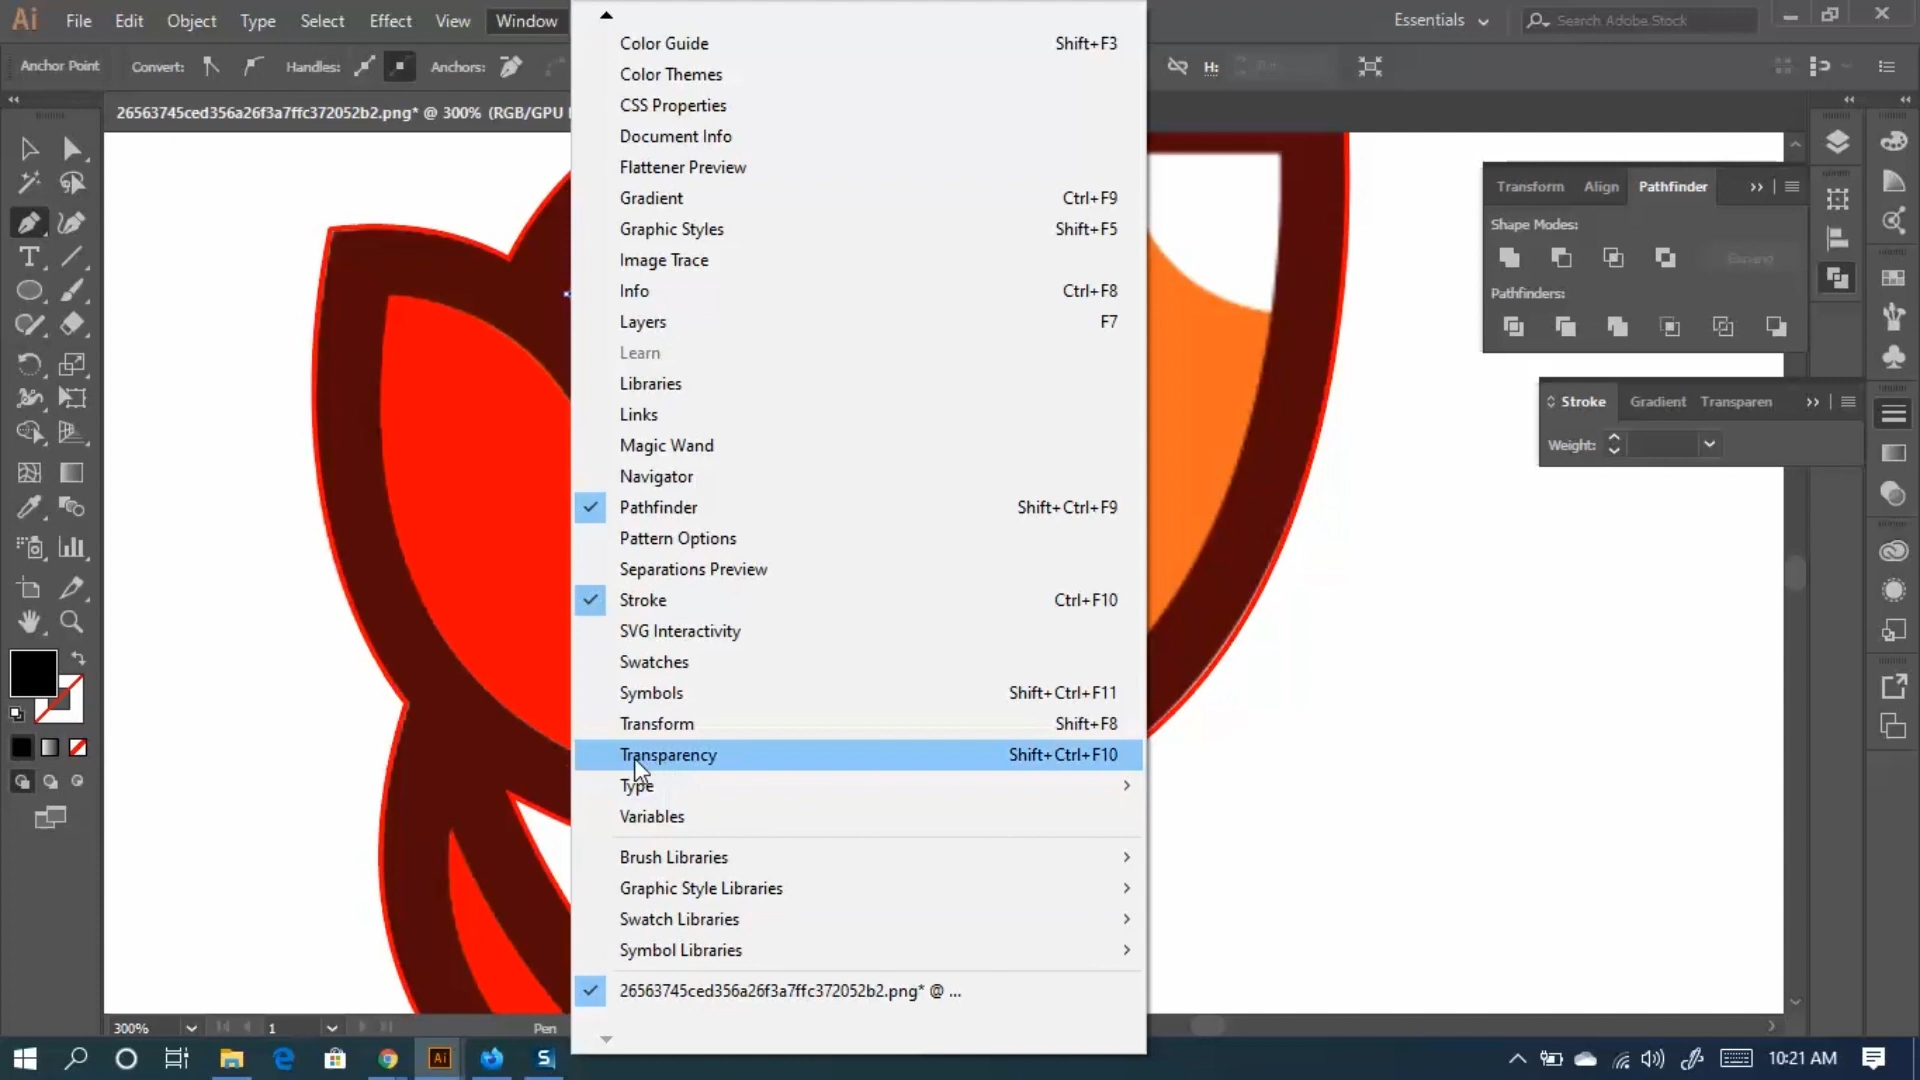 Ai File Edit Object Type Select Effect View Window Essentials Search Adobe Stock
Anchor Point Convert: Handles: Anchors: H:
26563745ced356a26f3a7ffc372052b2.png* @ 300% (RGB/GPU
Color Guide Shift+F3
Color Themes
CSS Properties
Document Info
Flattener Preview
Gradient Ctrl+F9
Graphic Styles Shift+F5
Image Trace
Info Ctrl+F8
Layers F7
Learn
Libraries
Links
Magic Wand
Navigator
Pathfinder Shift+Ctrl+F9
Pattern Options
Separations Preview
Stroke Ctrl+F10
SVG Interactivity
Swatches
Symbols Shift+Ctrl+F11
Transform Shift+F8
Transparency Shift+Ctrl+F10
Type
Variables
Brush Libraries
Graphic Style Libraries
Swatch Libraries
Symbol Libraries
26563745ced356a26f3a7ffc372052b2.png* @ ...
Transform Align Pathfinder
Shape Modes:
Expand
Pathfinders:
Stroke Gradient Transparen
Weight:
300% 1 Pen
Ai S 10:21 AM